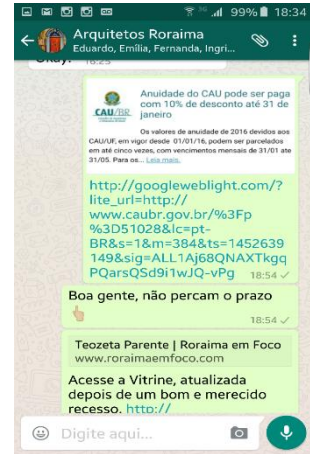 99% 18:34
Arquitetos Roraima
Eduardo, Emília, Fernanda, Ingri...
Okay. 16:25
Anuidade do CAU pode ser paga
com 10% de desconto até 31 de
janeiro
CAU/BR
Os valores de anuidade de 2016 devidos aos
CAU/UF, em vigor desde 01/01/16, podem ser parcelados
em até cinco vezes, com vencimentos mensais de 31/01 ate
31/05. Para os... Leia mais.
http://googleweblight.com/?
lite_url=http://
www.caubr.gov.br/%3Fp
%3D51028&lc=pt-
BR&s=1&m=384&ts=1452639
149&sig=ALL1Aj68QNAXTkgq
PQarsQSd9i1wJQ-vPg 18:54
Boa gente, não percam o prazo
18:54
Teozeta Parente | Roraima em Foco
www.roraimaemfoco.com
Acesse a Vitrine, atualizada
depois de um bom e merecido
recesso. http://
Digite aqui...